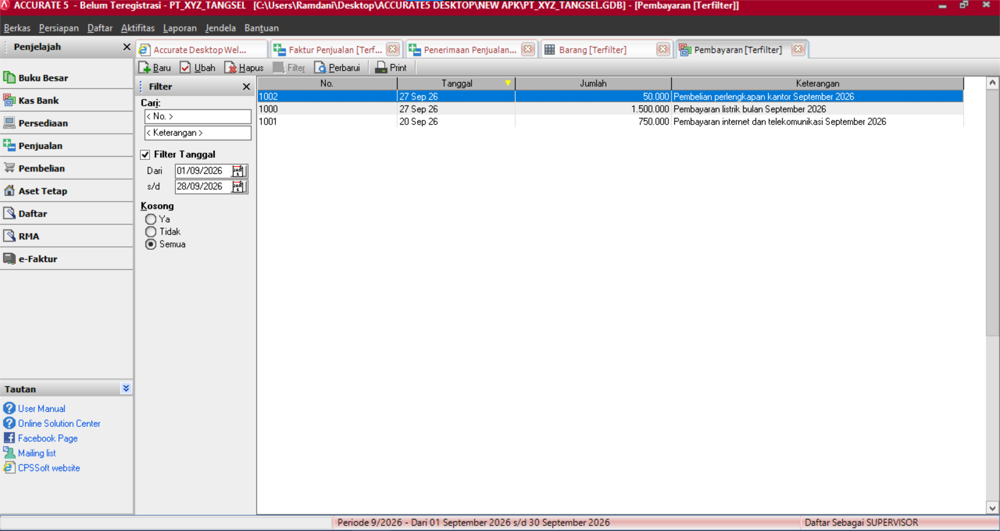 ACCURATE 5 - Belum Teregistrasi - PT_XYZ_TANGSEL [C:\Users\Ramdani\Desktop\ACCURATE5 DESKTOP\NEW APK\PT_XYZ_TANGSEL.GDB] - [Pembayaran [Terfilter]]
Berkas Persiapan Daftar Aktifitas Laporan Jendela Bantuan
Penjelajah
Accurate Desktop Wel...
Faktur Penjualan [Terf...
Penerimaan Penjualan...
Barang [Terfilter]
Pembayaran [Terfilter]
Baru Ubah Hapus Filter Perbarui Print
Buku Besar
Kas Bank
Persediaan
Penjualan
Pembelian
Aset Tetap
Daftar
RMA
e-Faktur
Tautan
User Manual
Online Solution Center
Facebook Page
Mailing list
CPSSoft website
Filter
Cari:
< No. >
< Keterangan >
Filter Tanggal
Dari 01/09/2026
s/d 28/09/2026
Kosong
Ya
Tidak
Semua
No. Tanggal Jumlah Keterangan
1002 27 Sep 26 50.000 Pembelian perlengkapan kantor September 2026
1000 27 Sep 26 1.500.000 Pembayaran listrik bulan September 2026
1001 20 Sep 26 750.000 Pembayaran internet dan telekomunikasi September 2026
Periode 9/2026 - Dari 01 September 2026 s/d 30 September 2026
Daftar Sebagai SUPERVISOR